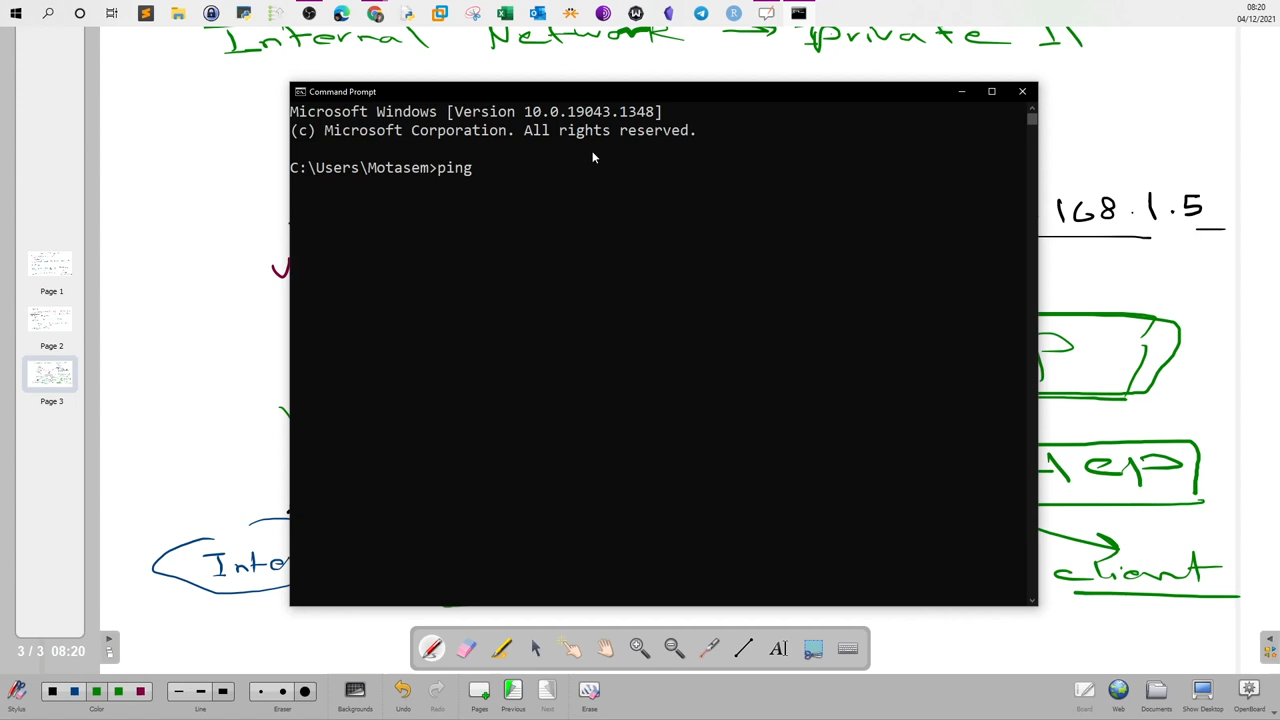 08:20
04/12/2021
Internal Network → private I
Command Prompt
Microsoft Windows [Version 10.0.19043.1348]
(c) Microsoft Corporation. All rights reserved.
C:\Users\Motasem>ping
168.1.5
Page 1
Page 2
Page 3
P
Inte
client
3 / 3 08:20
Stylus
Color
Line
Eraser
Backgrounds
Undo
Redo
Pages
Previous
Next
Erase
Board
Web
Documents
Show Desktop
OpenBoard